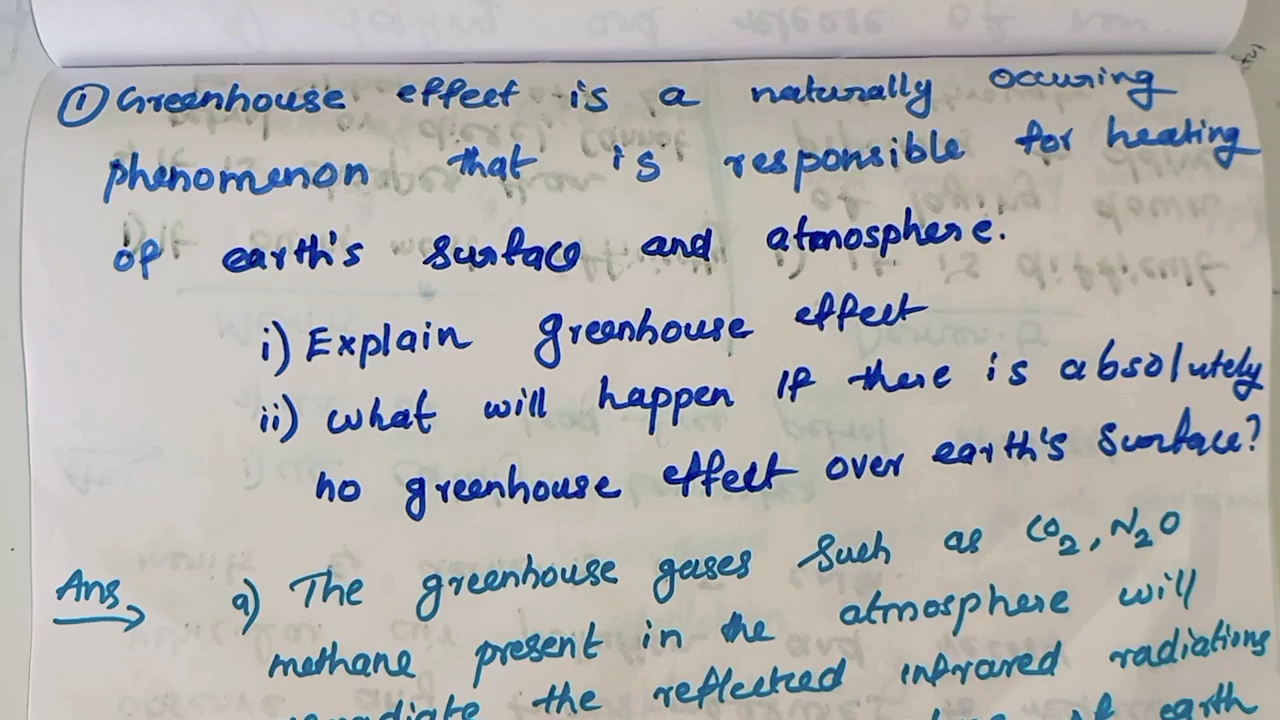 ① Greenhouse effect is a naturally occuring
phenomenon that is responsible for heating
of earth's surface and atmosphere.
i) Explain greenhouse effect
ii) What will happen if there is absolutely
no greenhouse effect over earth's surface?
Ans a) The greenhouse gases such as CO₂, N₂O
methane present in the atmosphere will
the reflected infrared radiations
of earth